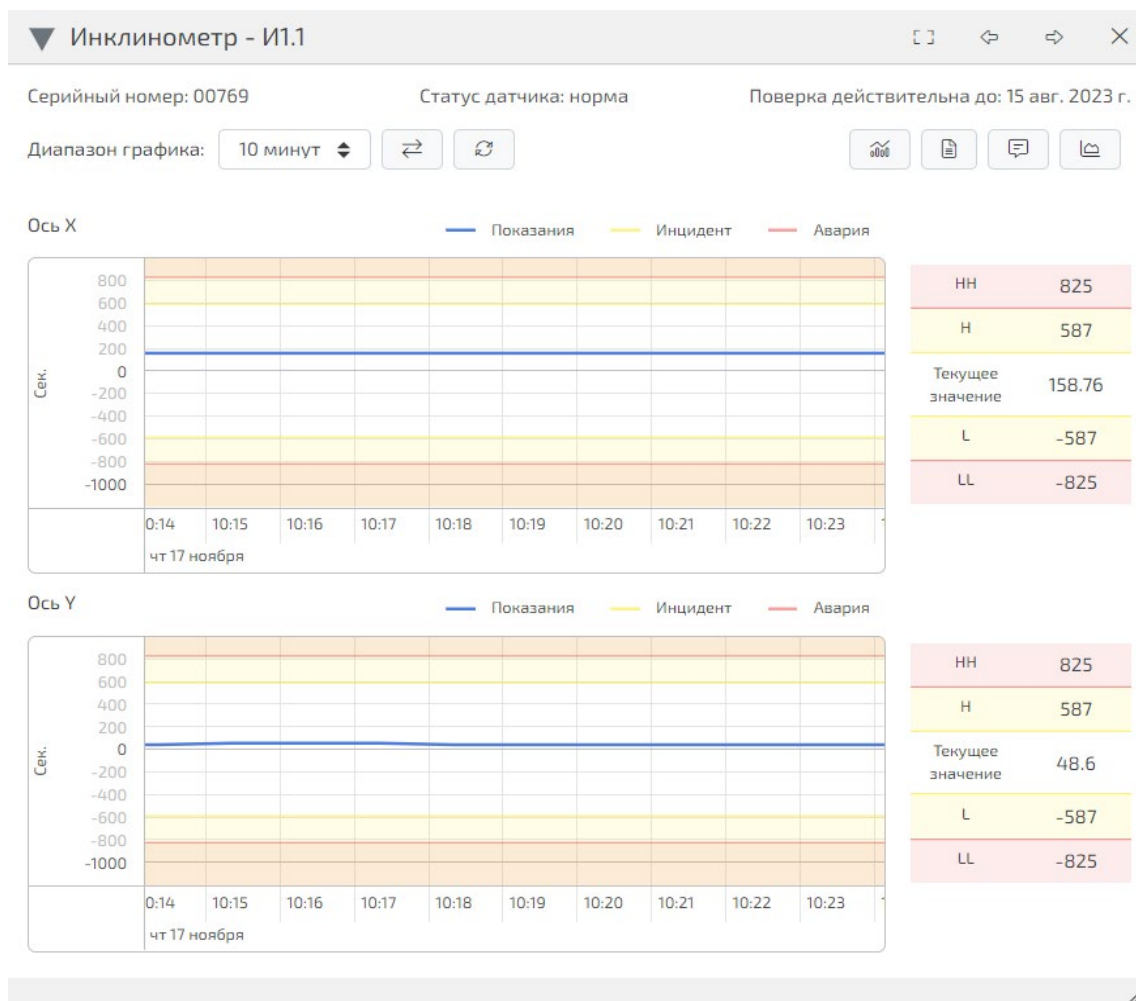 Инклинометр - И1.1
Серийный номер: 00769 Статус датчика: норма Поверка действительна до: 15 авг. 2023 г.
Диапазон графика: 10 минут
Ось X
Показания Инцидент Авария
800
600
400
200
0
-200
-400
-600
-800
-1000
Сек.
0:14 10:15 10:16 10:17 10:18 10:19 10:20 10:21 10:22 10:23
чт 17 ноября
HH 825
H 587
Текущее
значение 158.76
L -587
LL -825
Ось Y
Показания Инцидент Авария
800
600
400
200
0
-200
-400
-600
-800
-1000
Сек.
0:14 10:15 10:16 10:17 10:18 10:19 10:20 10:21 10:22 10:23
чт 17 ноября
HH 825
H 587
Текущее
значение 48.6
L -587
LL -825